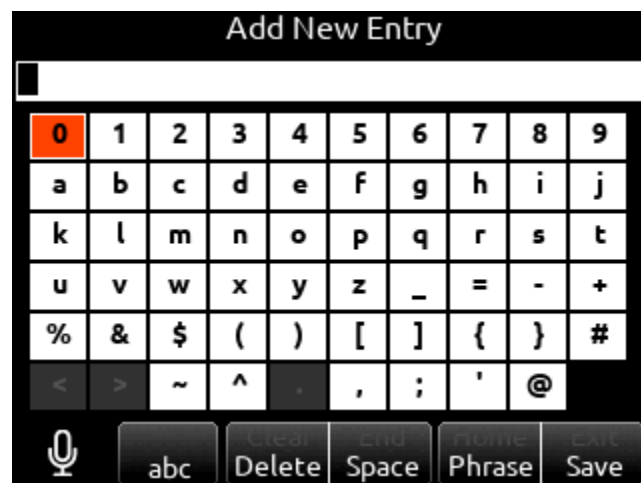 Add New Entry
0 1 2 3 4 5 6 7 8 9
a b c d e f g h i j
k l m n o p q r s t
u v w x y z _ = - +
% & $ ( ) [ ] { } #
< > ~ ^ . , ; ' @
Clear End Home Exit
abc Delete Space Phrase Save